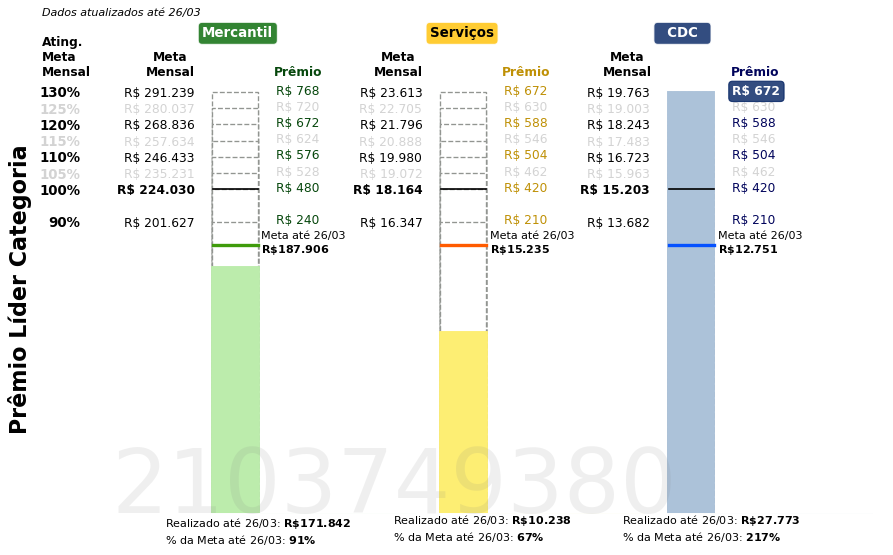 Dados atualizados até 26/03
Mercantil Serviços CDC
Ating. Meta Mensal
Meta Mensal Prêmio Meta Mensal Prêmio Meta Mensal Prêmio
130% R$ 291.239 R$ 768 R$ 23.613 R$ 672 R$ 19.763 R$ 672
125% R$ 280.037 R$ 720 R$ 22.705 R$ 630 R$ 19.003 R$ 630
120% R$ 268.836 R$ 672 R$ 21.796 R$ 588 R$ 18.243 R$ 588
115% R$ 257.634 R$ 624 R$ 20.888 R$ 546 R$ 17.483 R$ 546
110% R$ 246.433 R$ 576 R$ 19.980 R$ 504 R$ 16.723 R$ 504
105% R$ 235.231 R$ 528 R$ 19.072 R$ 462 R$ 15.963 R$ 462
100% R$ 224.030 R$ 480 R$ 18.164 R$ 420 R$ 15.203 R$ 420
90% R$ 201.627 R$ 240 R$ 16.347 R$ 210 R$ 13.682 R$ 210
Meta até 26/03 Meta até 26/03 Meta até 26/03
R$187.906 R$15.235 R$12.751
Prêmio Líder Categoria
2103749380
Realizado até 26/03: R$171.842 Realizado até 26/03: R$10.238 Realizado até 26/03: R$27.773
% da Meta até 26/03: 91% % da Meta até 26/03: 67% % da Meta até 26/03: 217%